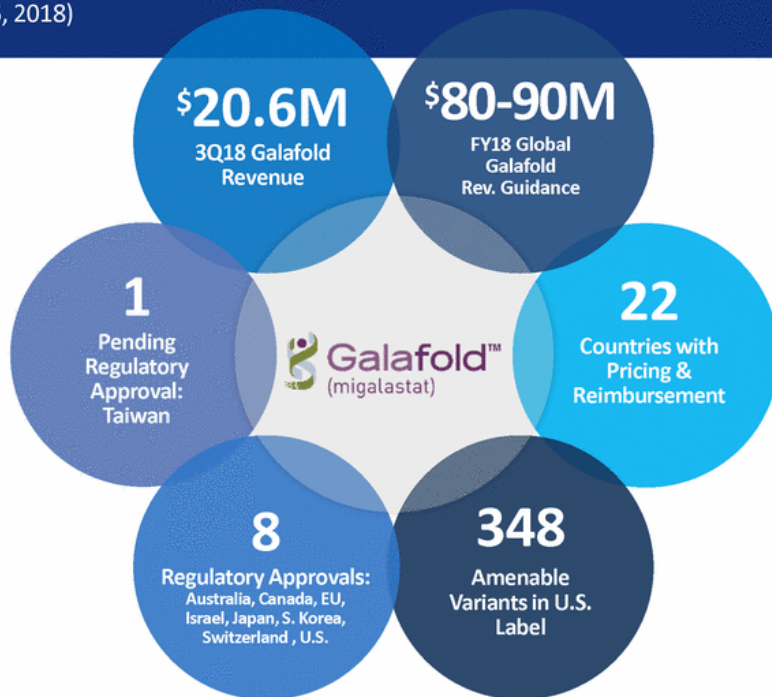 , 2018)
$20.6M
3Q18 Galafold
Revenue
$80-90M
FY18 Global
Galafold
Rev. Guidance
1
Pending
Regulatory
Approval:
Taiwan
Galafold™
(migalastat)
22
Countries with
Pricing &
Reimbursement
8
Regulatory Approvals:
Australia, Canada, EU,
Israel, Japan, S. Korea,
Switzerland , U.S.
348
Amenable
Variants in U.S.
Label